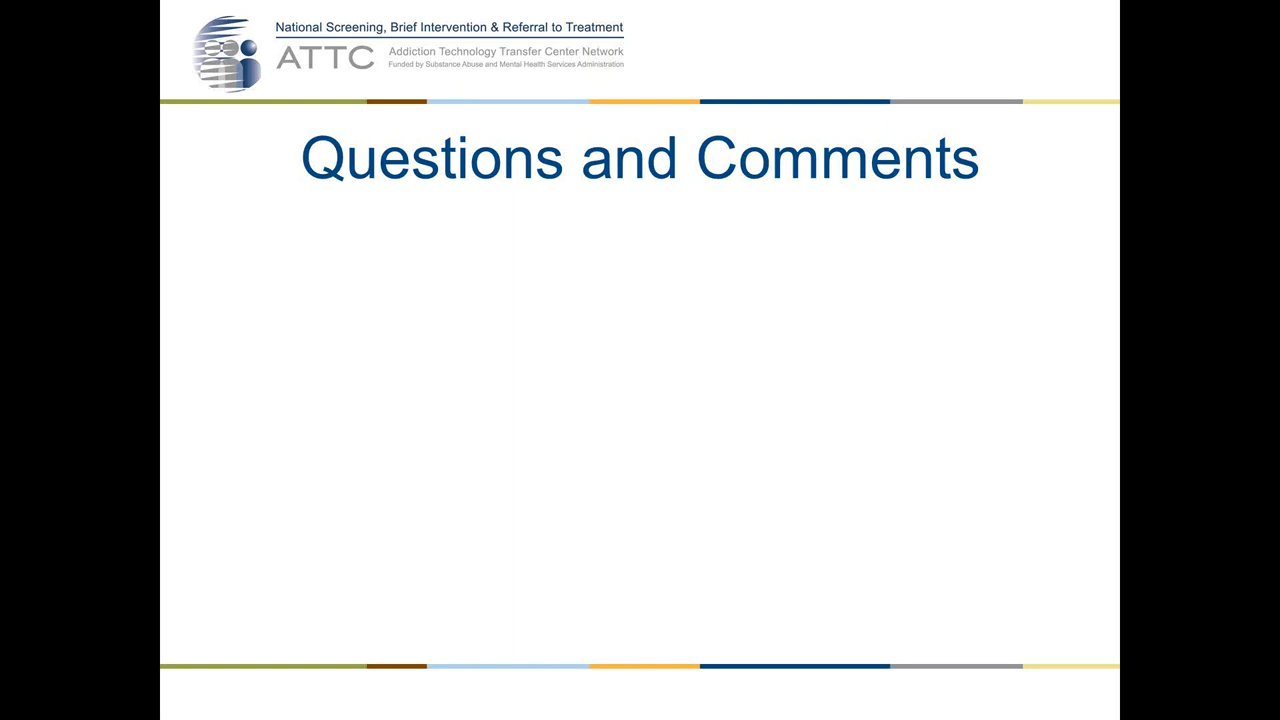 National Screening, Brief Intervention & Referral to Treatment
ATTC
Addiction Technology Transfer Center Network
Funded by Substance Abuse and Mental Health Services Administration
Questions and Comments